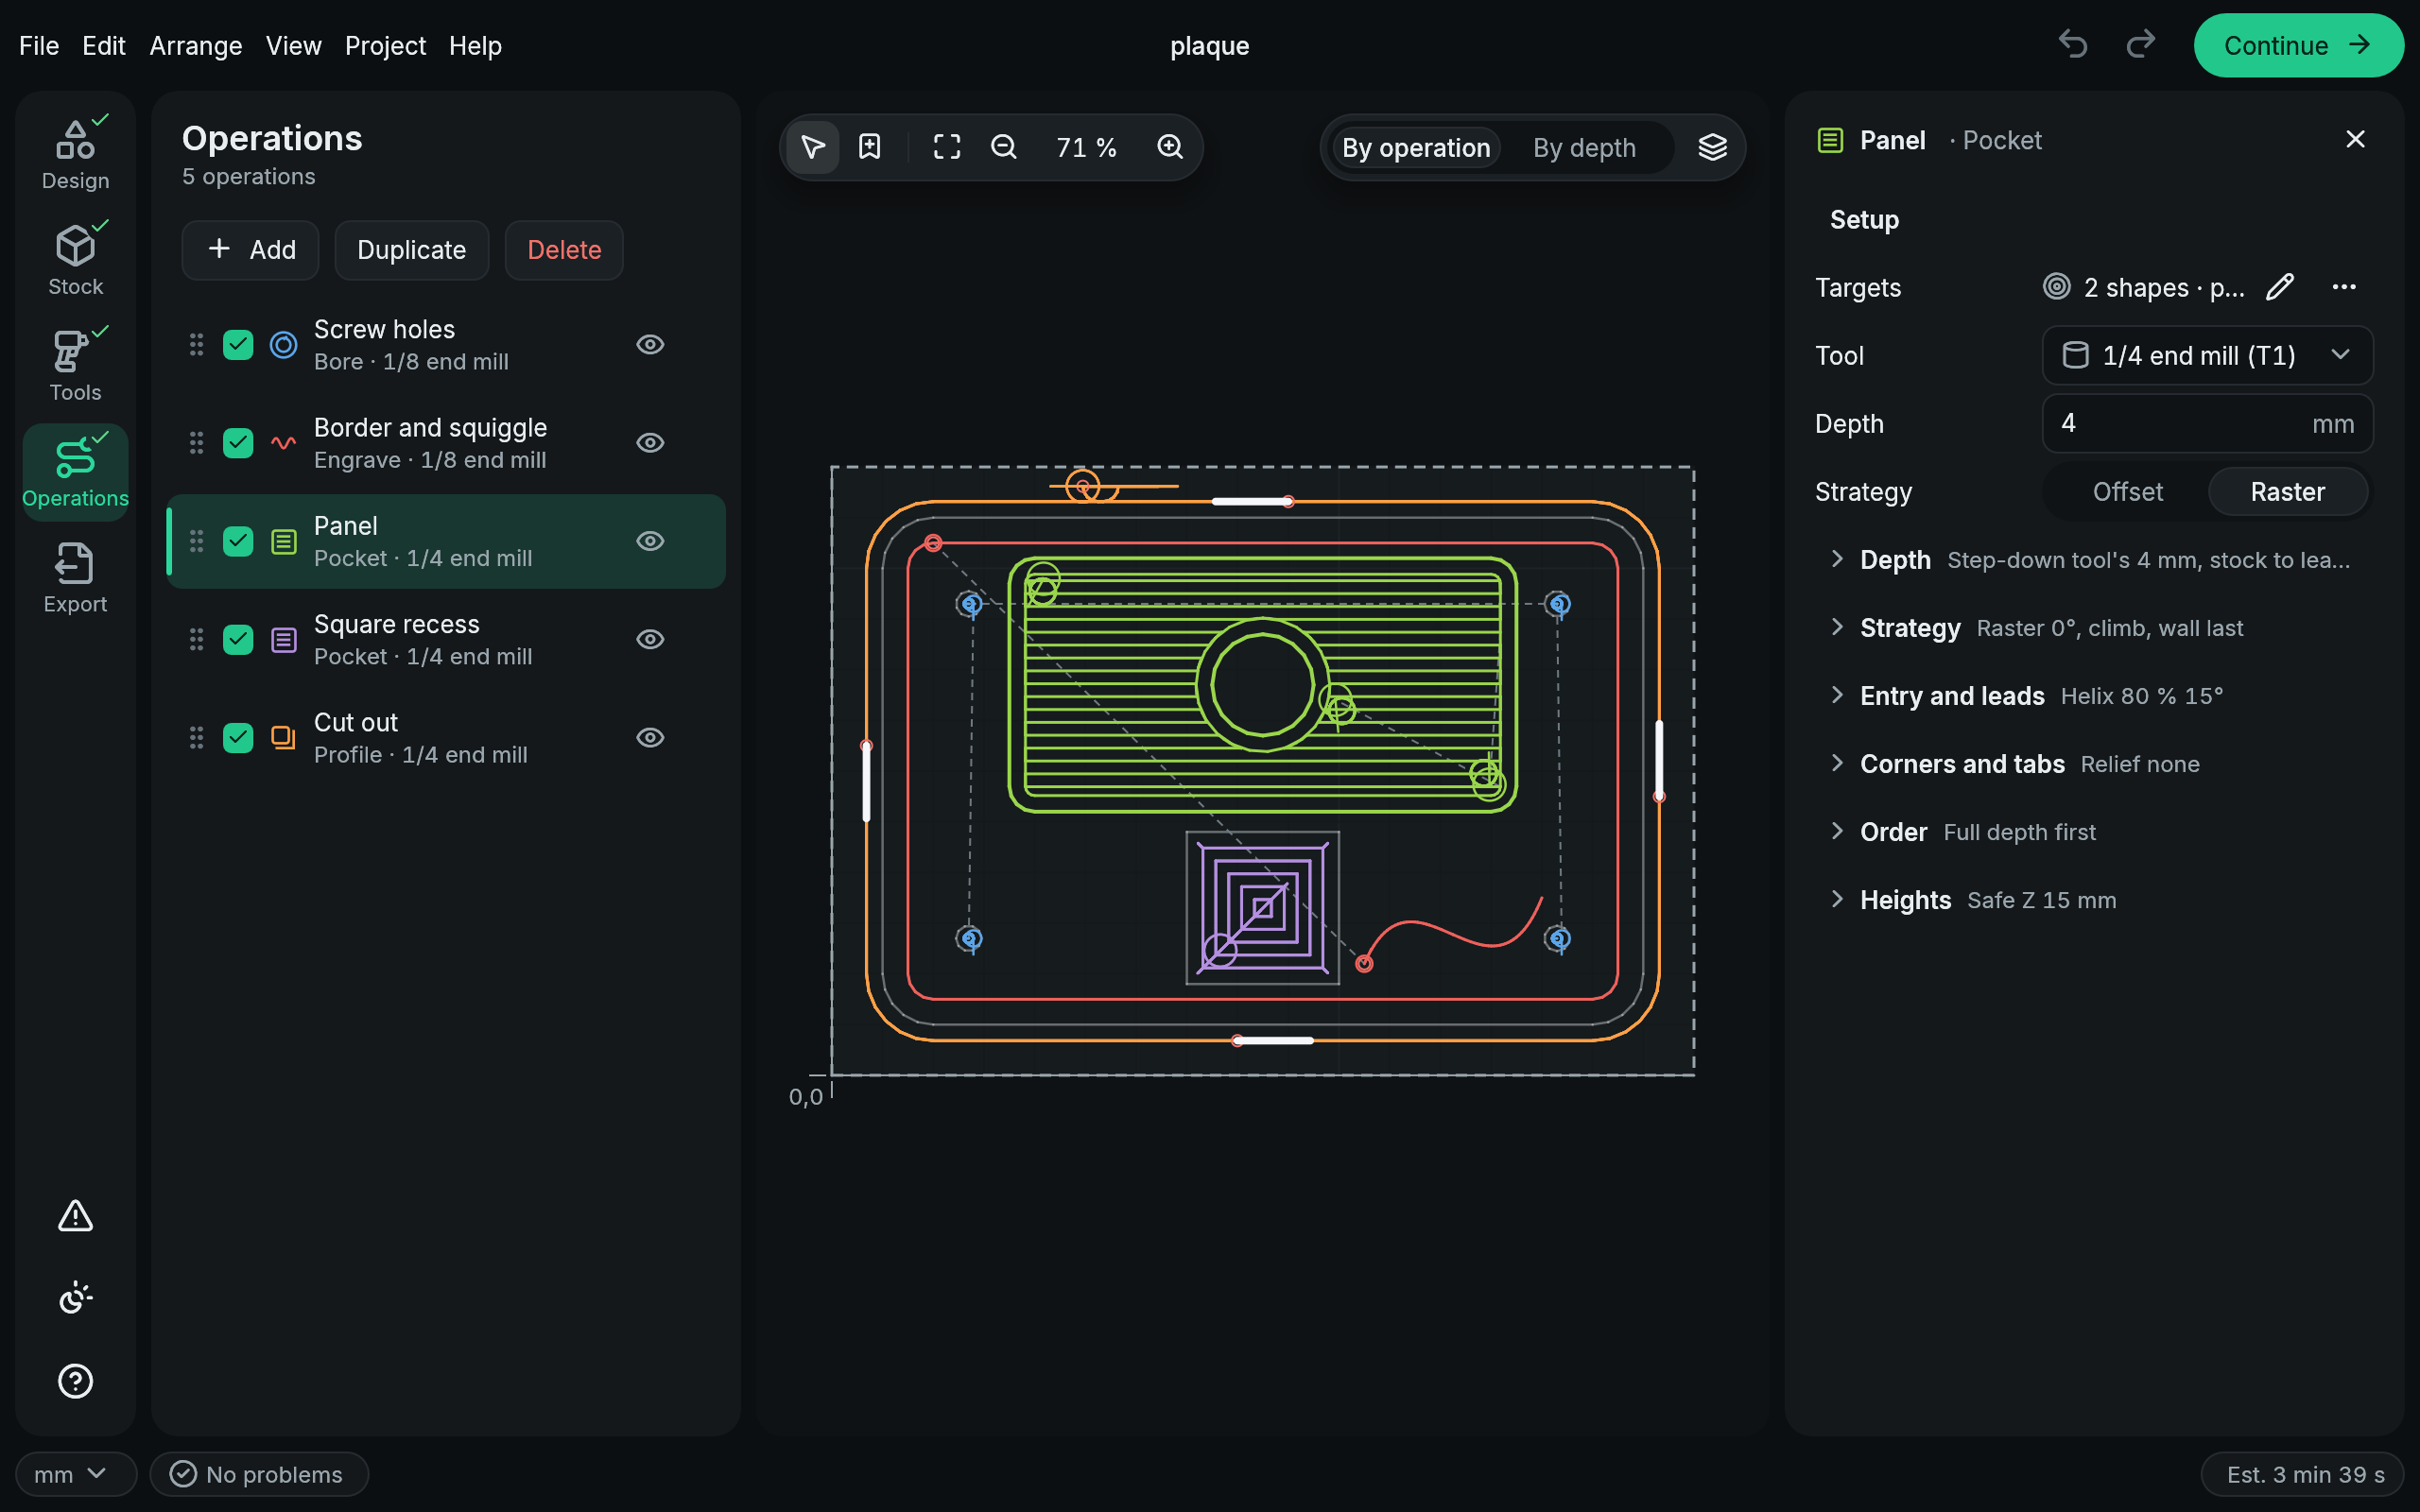 File Edit Arrange View Project Help
plaque
Continue
Design
Stock
Tools
Operations
Export
Operations
5 operations
Add
Duplicate
Delete
Screw holes
Bore · 1/8 end mill
Border and squiggle
Engrave · 1/8 end mill
Panel
Pocket · 1/4 end mill
Square recess
Pocket · 1/4 end mill
Cut out
Profile · 1/4 end mill
71 %
By operation
By depth
0,0
Panel · Pocket
Setup
Targets 2 shapes · p...
Tool 1/4 end mill (T1)
Depth 4 mm
Strategy Offset Raster
Depth Step-down tool's 4 mm, stock to lea...
Strategy Raster 0°, climb, wall last
Entry and leads Helix 80 % 15°
Corners and tabs Relief none
Order Full depth first
Heights Safe Z 15 mm
mm
No problems
Est. 3 min 39 s